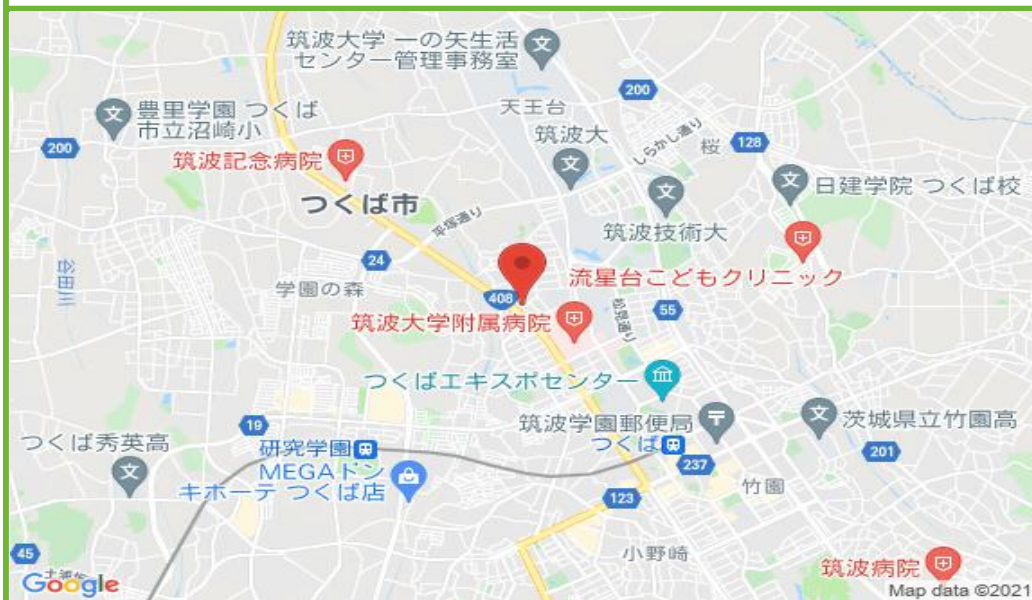 筑波大学 一の矢生活
センター管理事務室
200
天王台
豊里学園 つくば
市立沼崎小
筑波大
しらかし通り
桜
128
200
筑波記念病院
日建学院 つくば校
つくば市
平塚通り
筑波技術大
24
谷田川
学園の森
流星台こどもクリニック
408
松見通り
55
筑波大学附属病院
つくばエキスポセンター
19
筑波学園郵便局
茨城県立竹園高
つくば秀英高
研究学園
つくば
201
MEGAドン
キホーテ つくば店
237
竹園
123
45
小野崎
筑波病院
Google
Map data ©2021